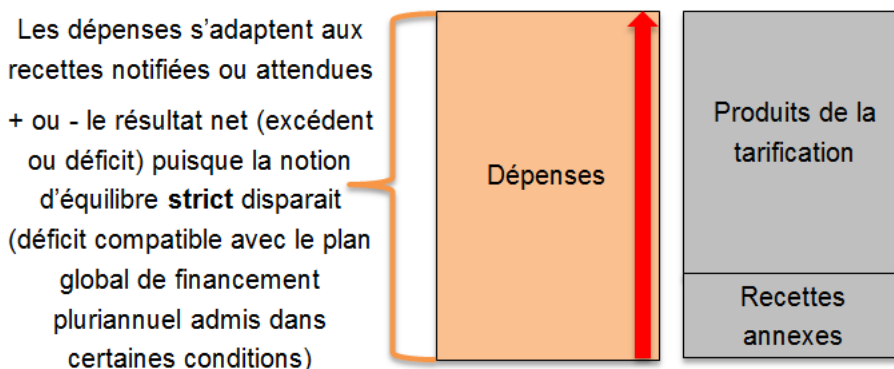 Les dépenses s’adaptent aux
recettes notifiées ou attendues
+ ou - le résultat net (excédent
ou déficit) puisque la notion
d’équilibre strict disparait
(déficit compatible avec le plan
global de financement
pluriannuel admis dans
certaines conditions)
Dépenses
Produits de la
tarification
Recettes
annexes